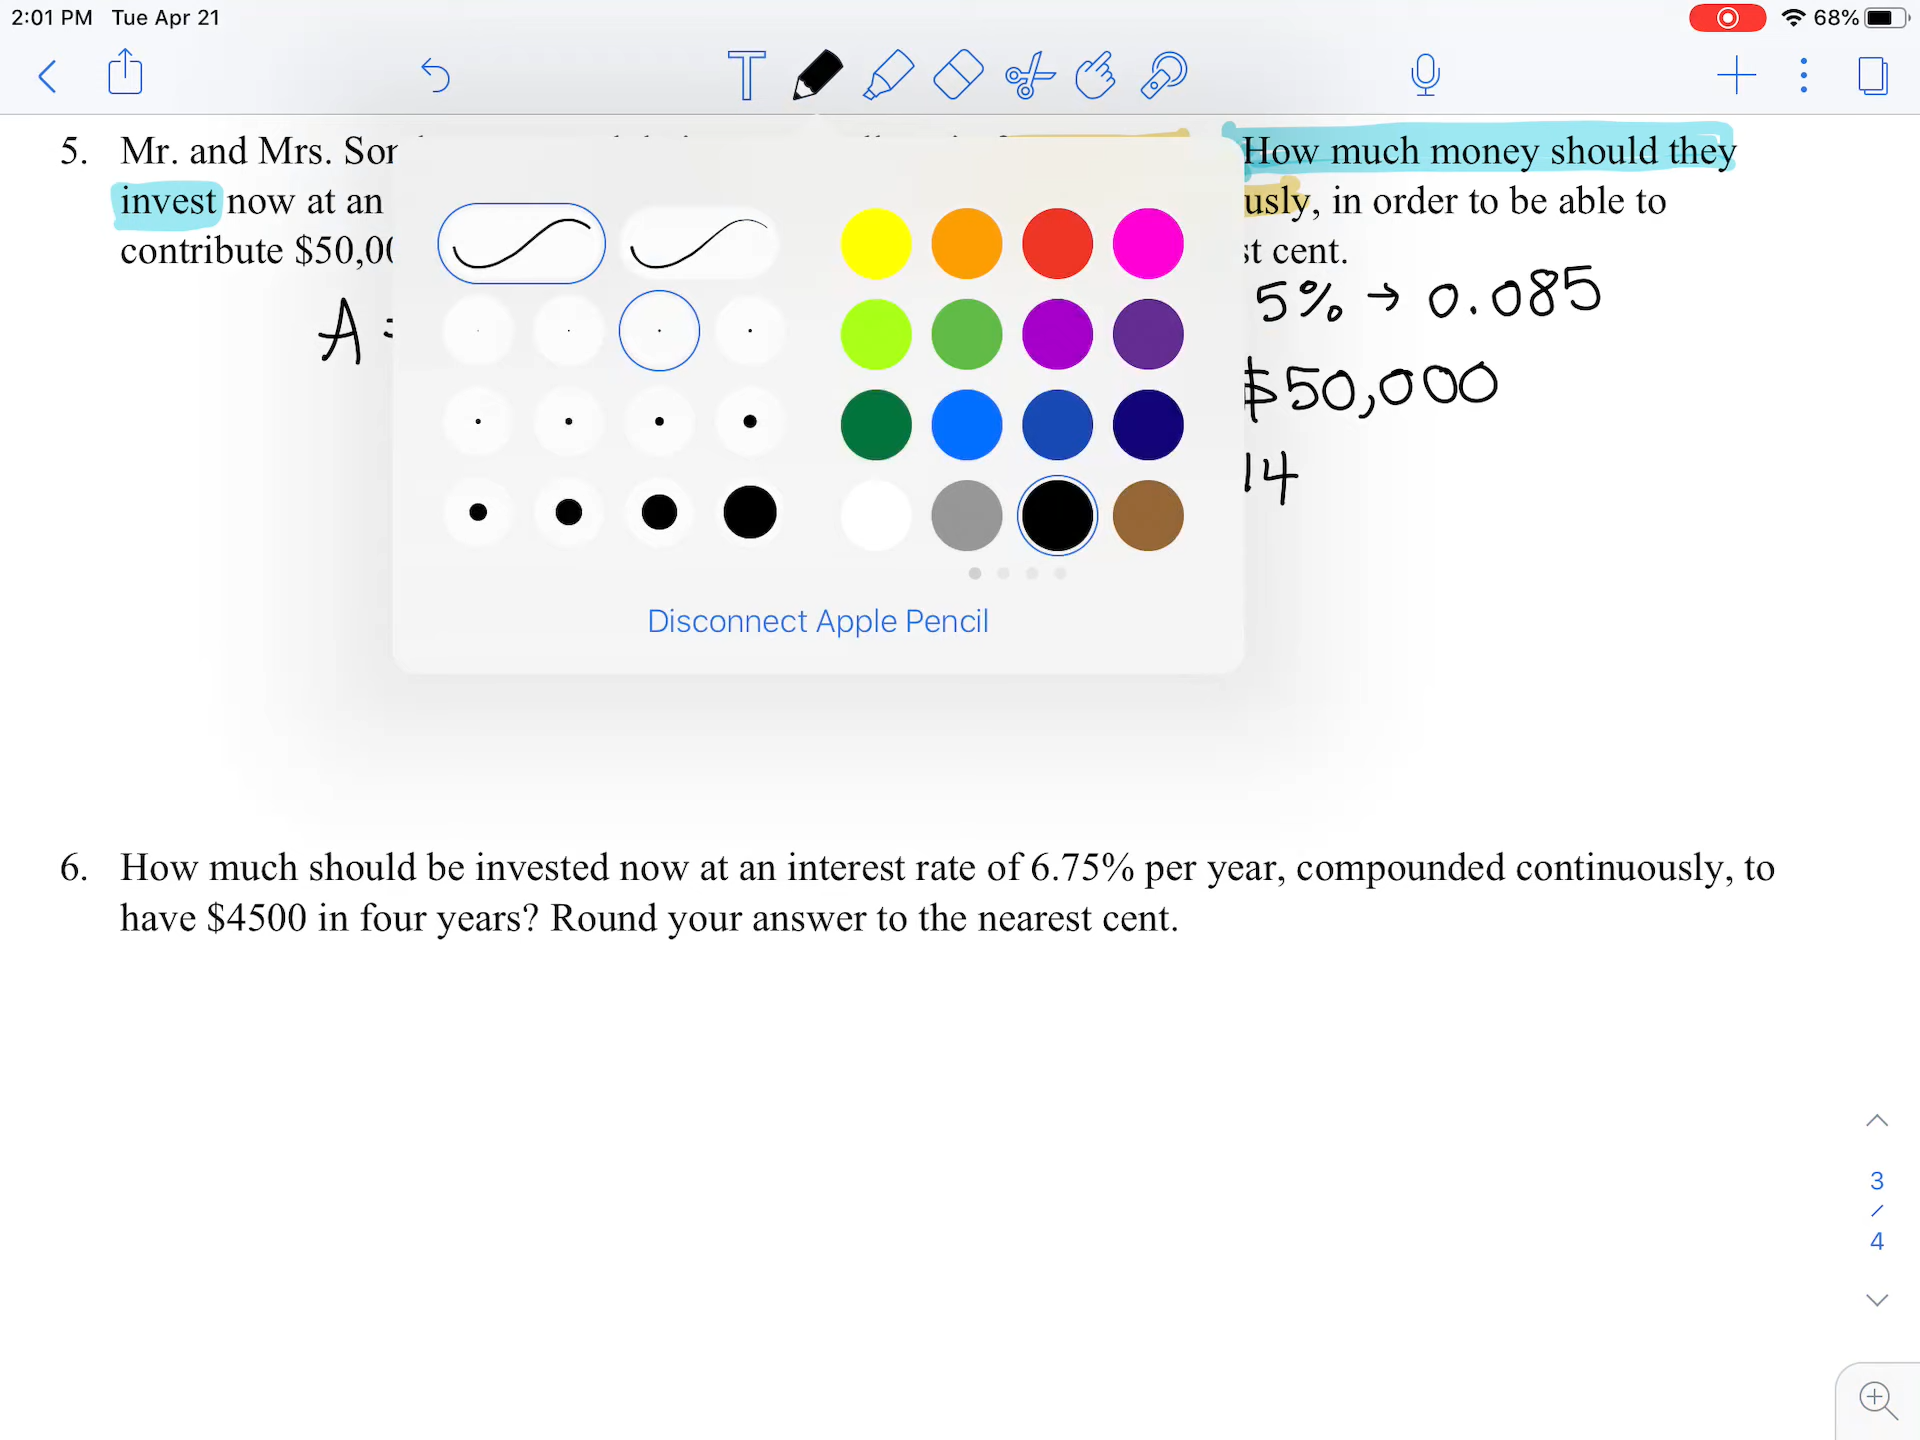 2:01 PM Tue Apr 21
68%
5. Mr. and Mrs. How much money should they
invest now at an usly, in order to be able to
contribute $50,00 st cent.
A = 5% → 0.085
$50,000
14
Disconnect Apple Pencil
6. How much should be invested now at an interest rate of 6.75% per year, compounded continuously, to
have $4500 in four years? Round your answer to the nearest cent.
3
/
4